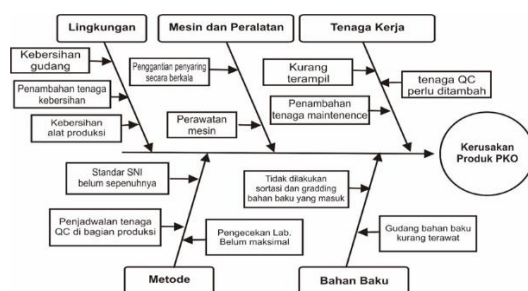 Lingkungan
Mesin dan Peralatan
Tenaga Kerja
Kebersihan
gudang
Penambahan tenaga
kebersihan
Kebersihan
alat produksi
Penggantian penyaring
secara berkala
Perawatan
mesin
Kurang
terampil
tenaga QC
perlu ditambah
Penambahan
tenaga maintenence
Kerusakan
Produk PKO
Standar SNI
belum sepenuhnya
Penjadwalan tenaga
QC di bagian produksi
Pengecekan Lab.
Belum maksimal
Tidak dilakukan
sortasi dan gradding
bahan baku yang masuk
Gudang bahan baku
kurang terawat
Metode
Bahan Baku